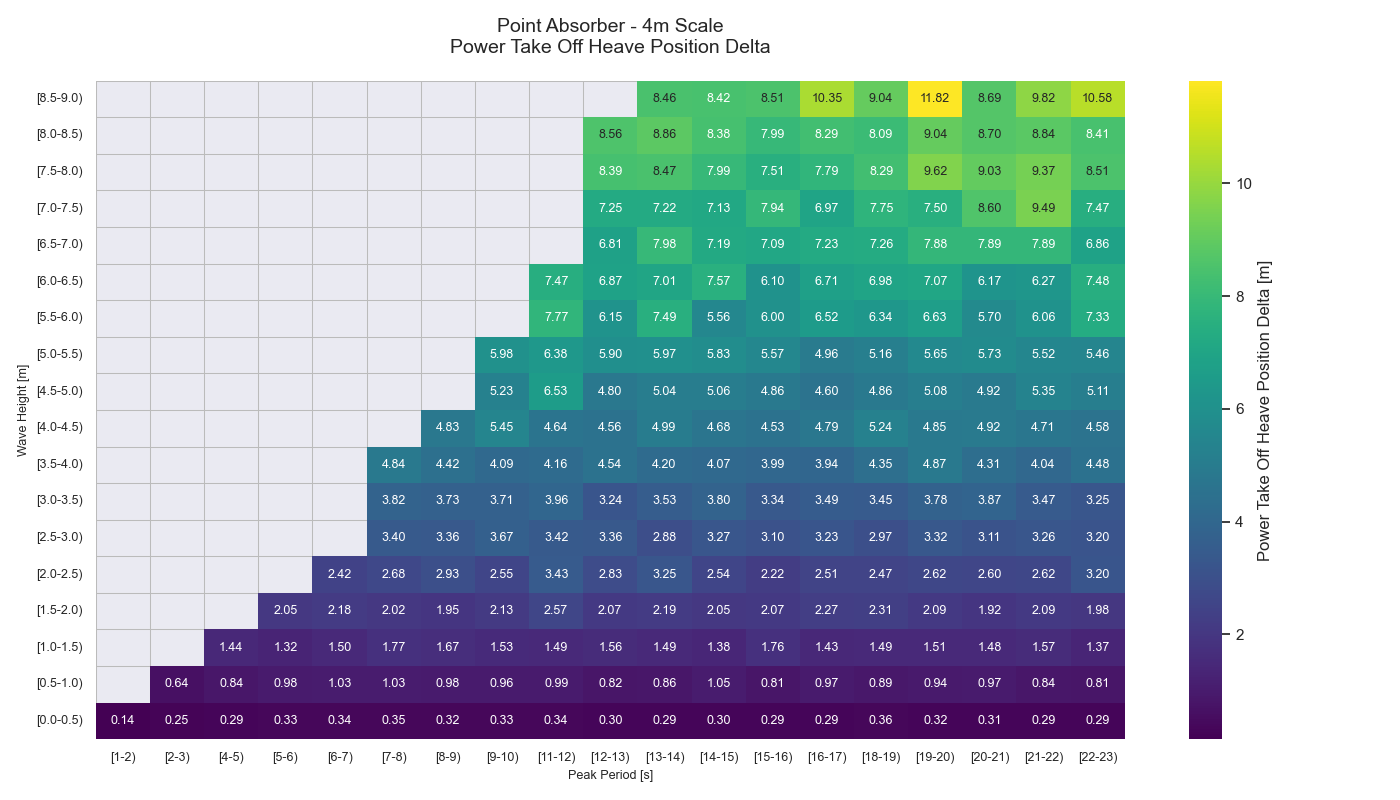 Point Absorber - 4m Scale
Power Take Off Heave Position Delta
[8.5-9.0) 8.46 8.42 8.51 10.35 9.04 11.82 8.69 9.82 10.58
[8.0-8.5) 8.56 8.86 8.38 7.99 8.29 8.09 9.04 8.70 8.84 8.41
[7.5-8.0) 8.39 8.47 7.99 7.51 7.79 8.29 9.62 9.03 9.37 8.51
[7.0-7.5) 7.25 7.22 7.13 7.94 6.97 7.75 7.50 8.60 9.49 7.47
[6.5-7.0) 6.81 7.98 7.19 7.09 7.23 7.26 7.88 7.89 7.89 6.86
[6.0-6.5) 7.47 6.87 7.01 7.57 6.10 6.71 6.98 7.07 6.17 6.27 7.48
[5.5-6.0) 7.77 6.15 7.49 5.56 6.00 6.52 6.34 6.63 5.70 6.06 7.33
[5.0-5.5) 5.98 6.38 5.90 5.97 5.83 5.57 4.96 5.16 5.65 5.73 5.52 5.46
[4.5-5.0) 5.23 6.53 4.80 5.04 5.06 4.86 4.60 4.86 5.08 4.92 5.35 5.11
[4.0-4.5) 4.83 5.45 4.64 4.56 4.99 4.68 4.53 4.79 5.24 4.85 4.92 4.71 4.58
[3.5-4.0) 4.84 4.42 4.09 4.16 4.54 4.20 4.07 3.99 3.94 4.35 4.87 4.31 4.04 4.48
[3.0-3.5) 3.82 3.73 3.71 3.96 3.24 3.53 3.80 3.34 3.49 3.45 3.78 3.87 3.47 3.25
[2.5-3.0) 3.40 3.36 3.67 3.42 3.36 2.88 3.27 3.10 3.23 2.97 3.32 3.11 3.26 3.20
[2.0-2.5) 2.42 2.68 2.93 2.55 3.43 2.83 3.25 2.54 2.22 2.51 2.47 2.62 2.60 2.62 3.20
[1.5-2.0) 2.05 2.18 2.02 1.95 2.13 2.57 2.07 2.19 2.05 2.07 2.27 2.31 2.09 1.92 2.09 1.98
[1.0-1.5) 1.44 1.32 1.50 1.77 1.67 1.53 1.49 1.56 1.49 1.38 1.76 1.43 1.49 1.51 1.48 1.57 1.37
[0.5-1.0) 0.64 0.84 0.98 1.03 1.03 0.98 0.96 0.99 0.82 0.86 1.05 0.81 0.97 0.89 0.94 0.97 0.84 0.81
[0.0-0.5) 0.14 0.25 0.29 0.33 0.34 0.35 0.32 0.33 0.34 0.30 0.29 0.30 0.29 0.29 0.36 0.32 0.31 0.29 0.29
[1-2) [2-3) [4-5) [5-6) [6-7) [7-8) [8-9) [9-10) [11-12) [12-13) [13-14) [14-15) [15-16) [16-17) [18-19) [19-20) [20-21) [21-22) [22-23)
Peak Period [s]
Wave Height [m]
10
8
6
4
2
Power Take Off Heave Position Delta [m]